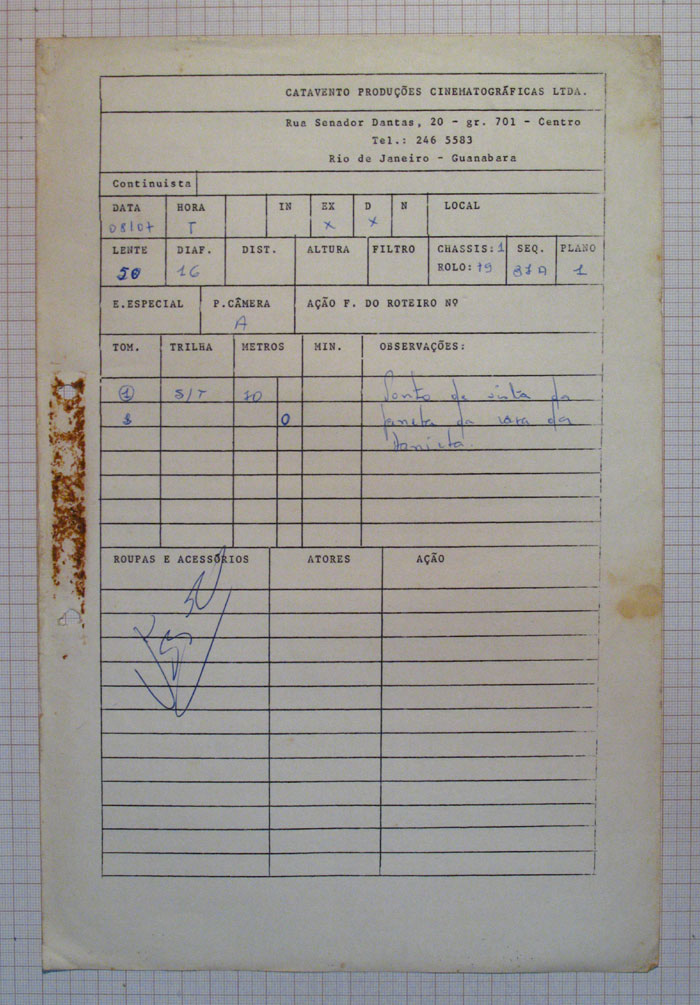 CATAVENTO PRODUÇÕES CINEMATOGRÁFICAS LTDA.
Rua Senador Dantas, 20 - gr. 701 - Centro
Tel.: 246 5583
Rio de Janeiro - Guanabara
Continuista
DATA HORA IN EX D N LOCAL
08/07 T x x
LENTE DIAF. DIST. ALTURA FILTRO CHASSIS: 1 SEQ. PLANO
50 16 ROLO: 19 81A 1
E.ESPECIAL P.CÂMERA AÇÃO F. DO ROTEIRO Nº
A
TOM. TRILHA METROS MIN. OBSERVAÇÕES:
1 S/T 10 Ponto de vista da
0 janela da casa da
ROUPAS E ACESSÓRIOS ATORES AÇÃO